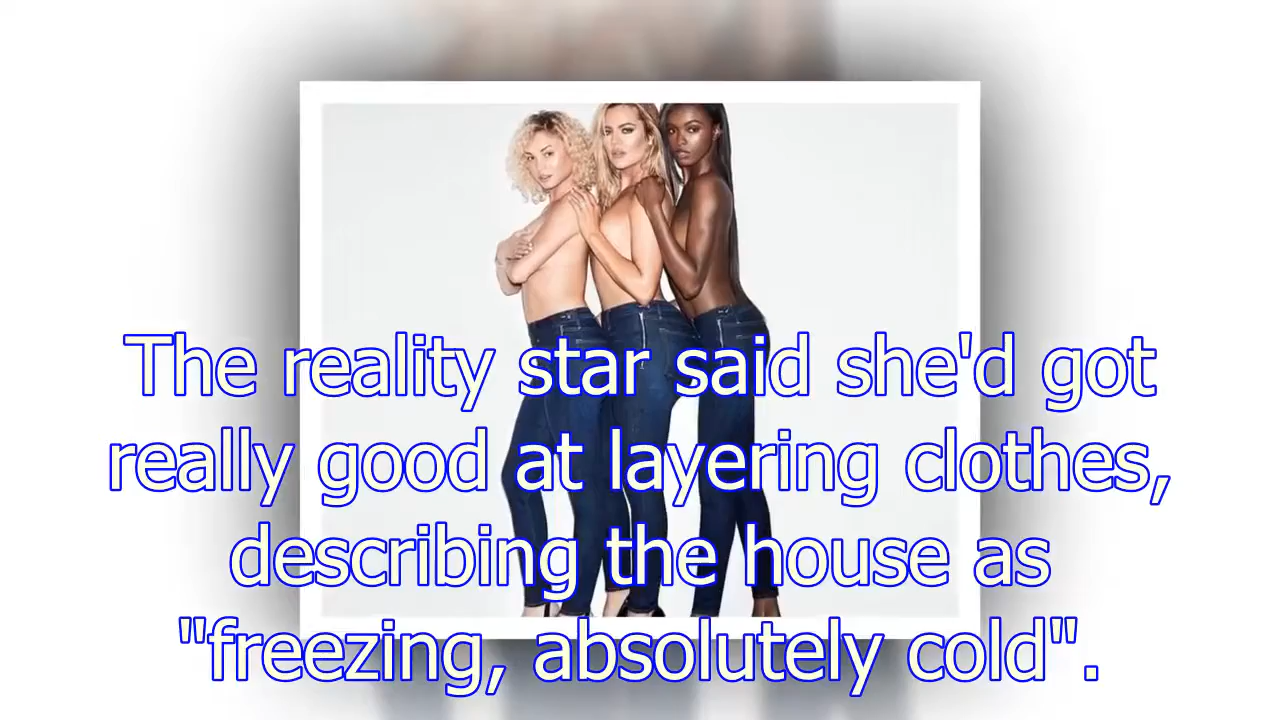 The reality star said she'd got
really good at layering clothes,
describing the house as
"freezing, absolutely cold".